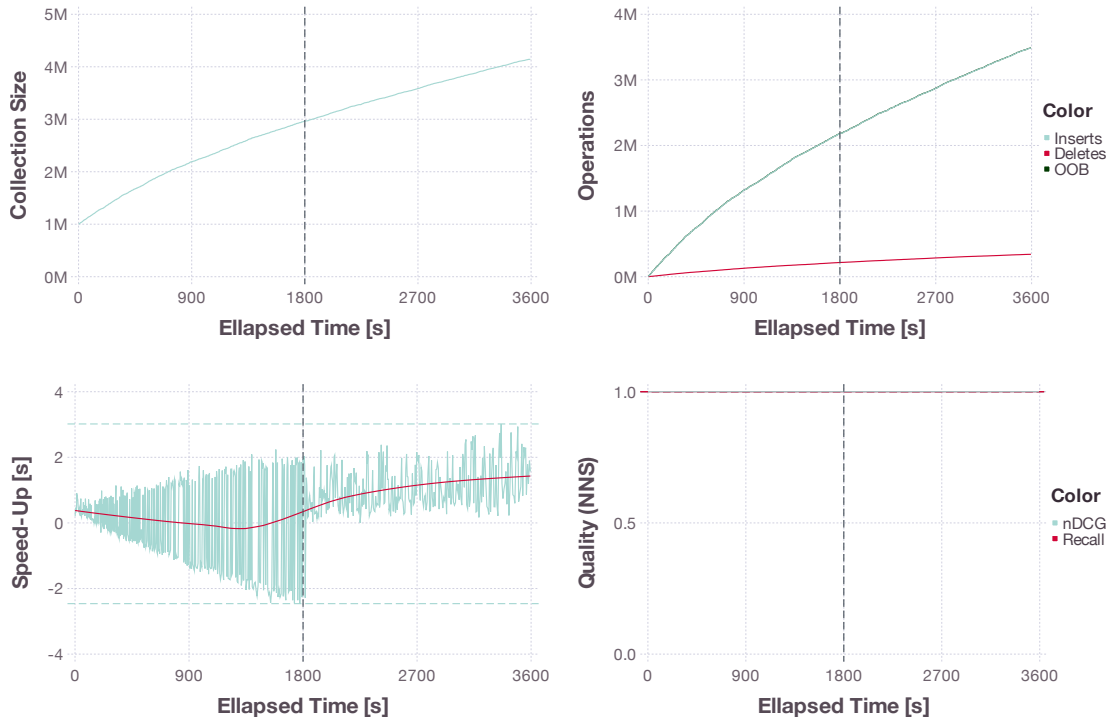 5M
4M
3M
2M
1M
0M
Collection Size
0
900
1800
2700
3600
Ellapsed Time [s]
4M
3M
2M
1M
0M
Operations
0
900
1800
2700
3600
Ellapsed Time [s]
Color
Inserts
Deletes
OOB
4
2
0
-2
-4
Speed-Up [s]
0
900
1800
2700
3600
Ellapsed Time [s]
1.0
0.5
0.0
Quality (NNS)
0
900
1800
2700
3600
Ellapsed Time [s]
Color
nDCG
Recall